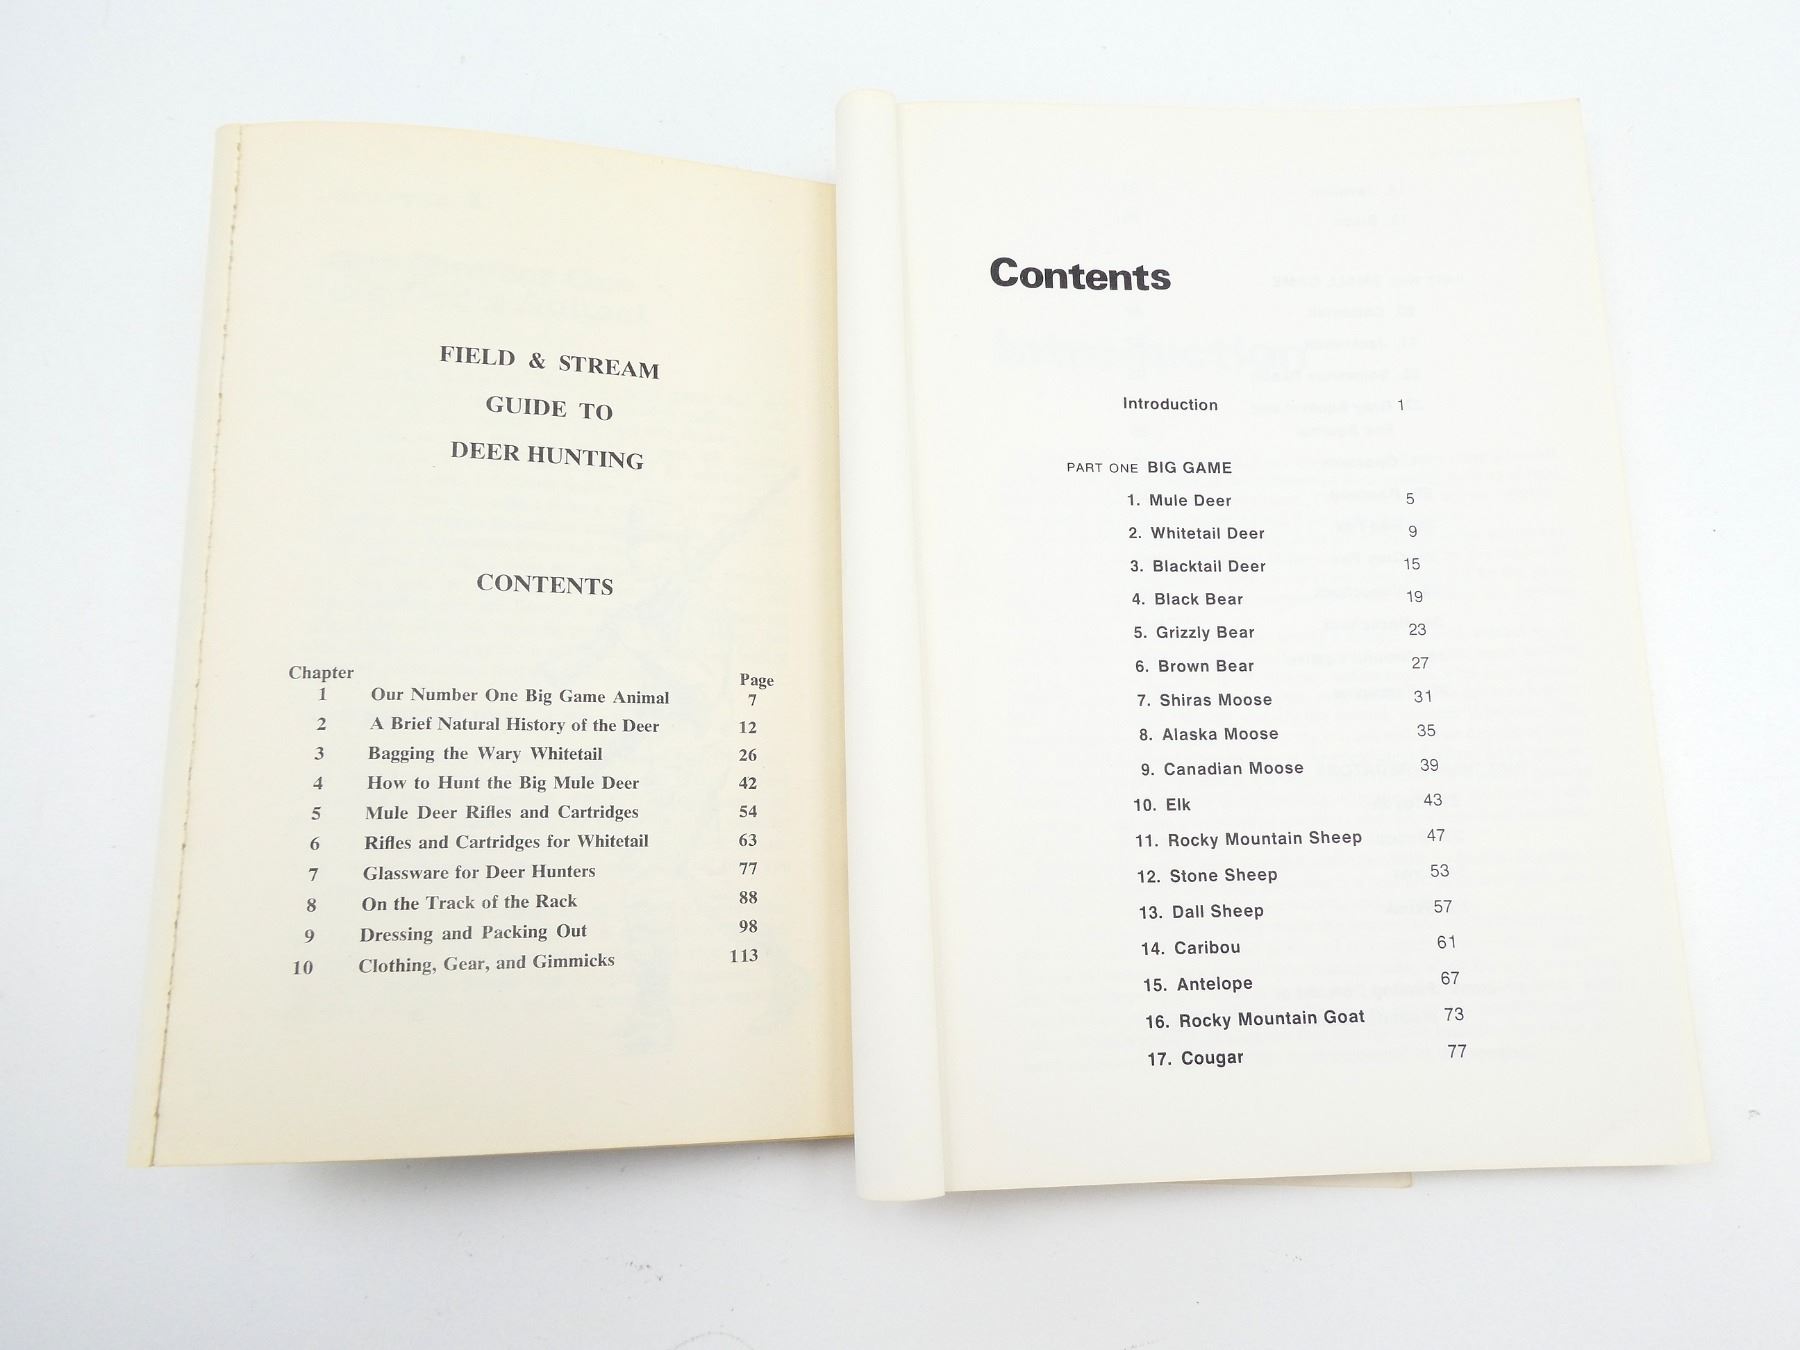 FIELD & STREAM
GUIDE TO
DEER HUNTING
CONTENTS
Chapter Page
1 Our Number One Big Game Animal 7
2 A Brief Natural History of the Deer 12
3 Bagging the Wary Whitetail 26
4 How to Hunt the Big Mule Deer 42
5 Mule Deer Rifles and Cartridges 54
6 Rifles and Cartridges for Whitetail 63
7 Glassware for Deer Hunters 77
8 On the Track of the Rack 88
9 Dressing and Packing Out 98
10 Clothing, Gear, and Gimmicks 113
Contents
Introduction 1
PART ONE BIG GAME
1. Mule Deer 5
2. Whitetail Deer 9
3. Blacktail Deer 15
4. Black Bear 19
5. Grizzly Bear 23
6. Brown Bear 27
7. Shiras Moose 31
8. Alaska Moose 35
9. Canadian Moose 39
10. Elk 43
11. Rocky Mountain Sheep 47
12. Stone Sheep 53
13. Dall Sheep 57
14. Caribou 61
15. Antelope 67
16. Rocky Mountain Goat 73
17. Cougar 77